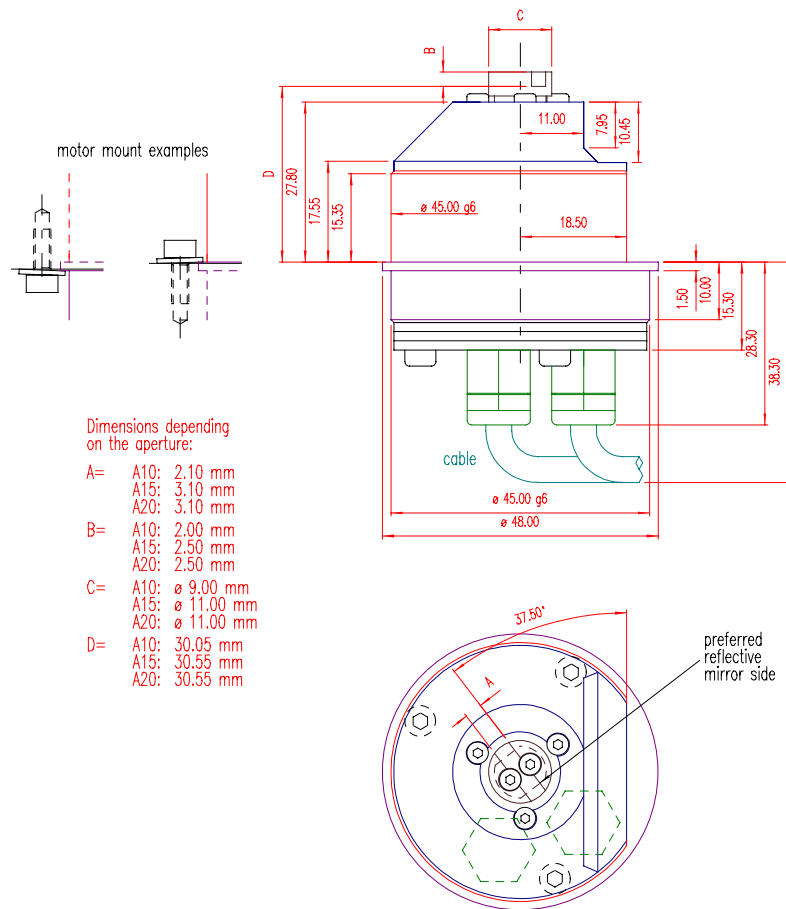 C
B
11.00
7.95
10.45
motor mount examples
D
27.80
17.55
15.35
ø 45.00 g6
18.50
1.50
10.00
15.30
28.30
38.30
cable
ø 45.00 g6
ø 48.00
Dimensions depending
on the aperture:
A= A10: 2.10 mm
A15: 3.10 mm
A20: 3.10 mm
B= A10: 2.00 mm
A15: 2.50 mm
A20: 2.50 mm
C= A10: ø 9.00 mm
A15: ø 11.00 mm
A20: ø 11.00 mm
D= A10: 30.05 mm
A15: 30.55 mm
A20: 30.55 mm
37.50°
preferred
reflective
mirror side
A